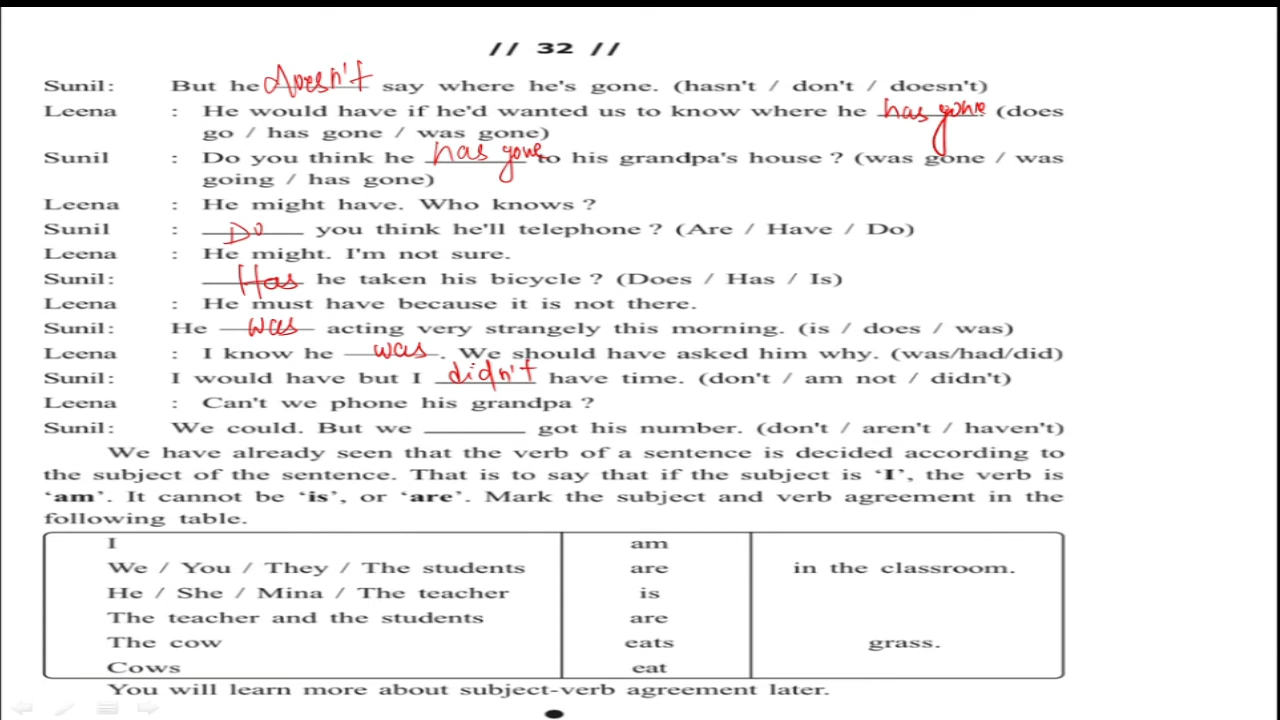 // 32 //
Sunil: But he doesn't say where he's gone. (hasn't / don't / doesn't)
Leena : He would have if he'd wanted us to know where he has gone (does
go / has gone / was gone)
Sunil : Do you think he has gone to his grandpa's house ? (was gone / was
going / has gone)
Leena : He might have. Who knows ?
Sunil : Do you think he'll telephone ? (Are / Have / Do)
Leena : He might. I'm not sure.
Sunil: Has he taken his bicycle ? (Does / Has / Is)
Leena : He must have because it is not there.
Sunil: He was acting very strangely this morning. (is / does / was)
Leena : I know he was. We should have asked him why. (was/had/did)
Sunil: I would have but I didn't have time. (don't / am not / didn't)
Leena : Can't we phone his grandpa ?
Sunil: We could. But we ______ got his number. (don't / aren't / haven't)
We have already seen that the verb of a sentence is decided according to
the subject of the sentence. That is to say that if the subject is ‘I’, the verb is
‘am’. It cannot be ‘is’, or ‘are’. Mark the subject and verb agreement in the
following table.
I am
We / You / They / The students are in the classroom.
He / She / Mina / The teacher is
The teacher and the students are
The cow eats grass.
Cows eat
You will learn more about subject-verb agreement later.